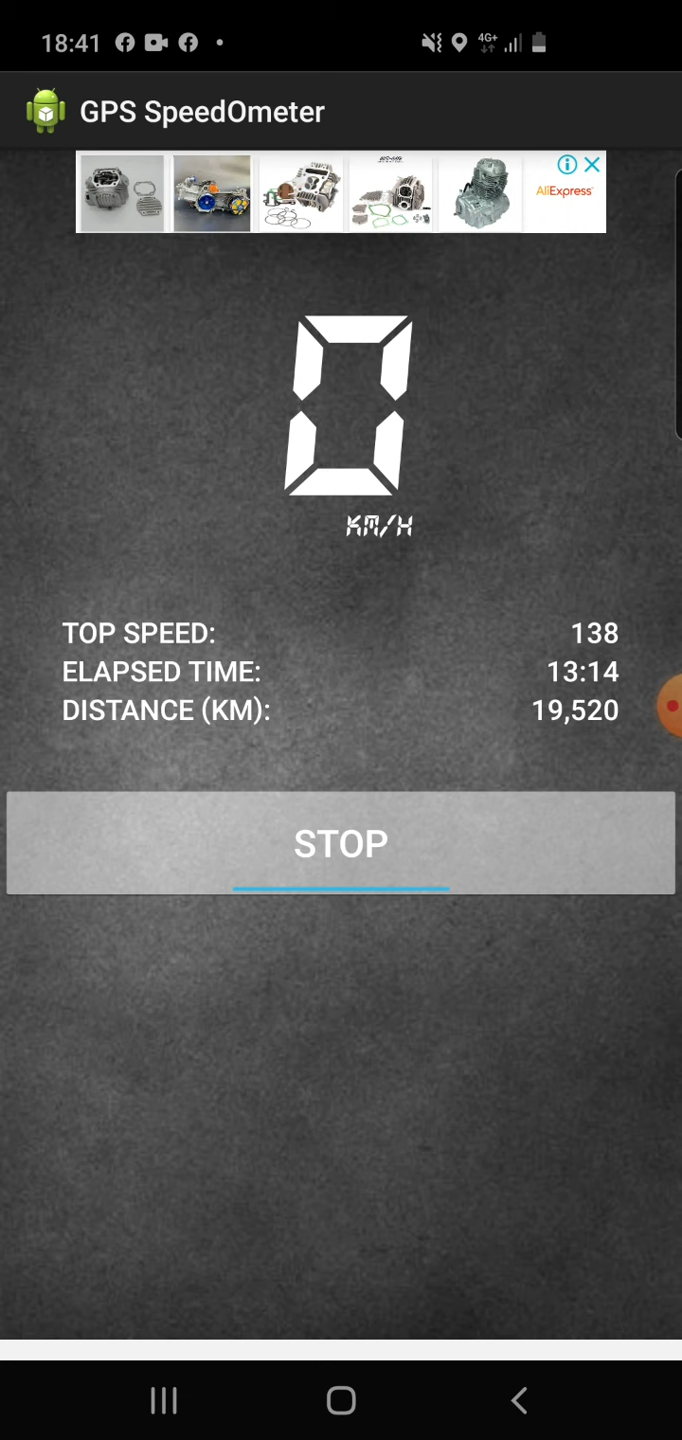 18:41
4G+
GPS SpeedOmeter
AliExpress
0
KM/H
TOP SPEED: 138
ELAPSED TIME: 13:14
DISTANCE (KM): 19,520
STOP